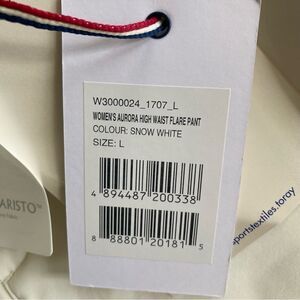 W3000024_1707_L
WOMEN'S AURORA HIGH WAIST FLARE PANT
COLOUR: SNOW WHITE
SIZE: L
4 894487 200338
8 88801 20181 5
ARISTO™
sportstextiles.toray